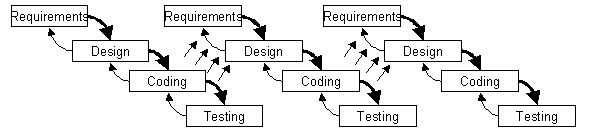 Requirements Requirements Requirements
Design Design Design
Coding Coding Coding
Testing Testing Testing